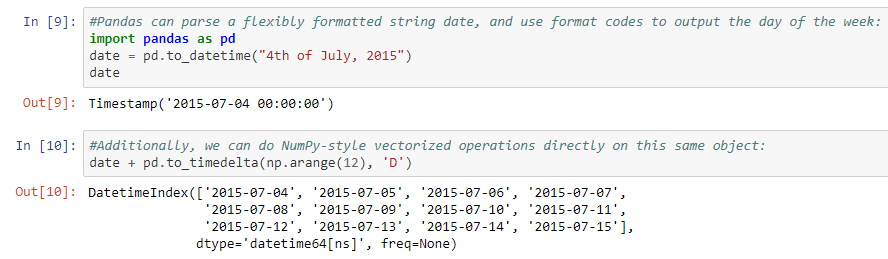 In [9]: #Pandas can parse a flexibly formatted string date, and use format codes to output the day of the week:
import pandas as pd
date = pd.to_datetime("4th of July, 2015")
date
Out[9]: Timestamp('2015-07-04 00:00:00')
In [10]: #Additionally, we can do NumPy-style vectorized operations directly on this same object:
date + pd.to_timedelta(np.arange(12), 'D')
Out[10]: DatetimeIndex(['2015-07-04', '2015-07-05', '2015-07-06', '2015-07-07',
'2015-07-08', '2015-07-09', '2015-07-10', '2015-07-11',
'2015-07-12', '2015-07-13', '2015-07-14', '2015-07-15'],
dtype='datetime64[ns]', freq=None)